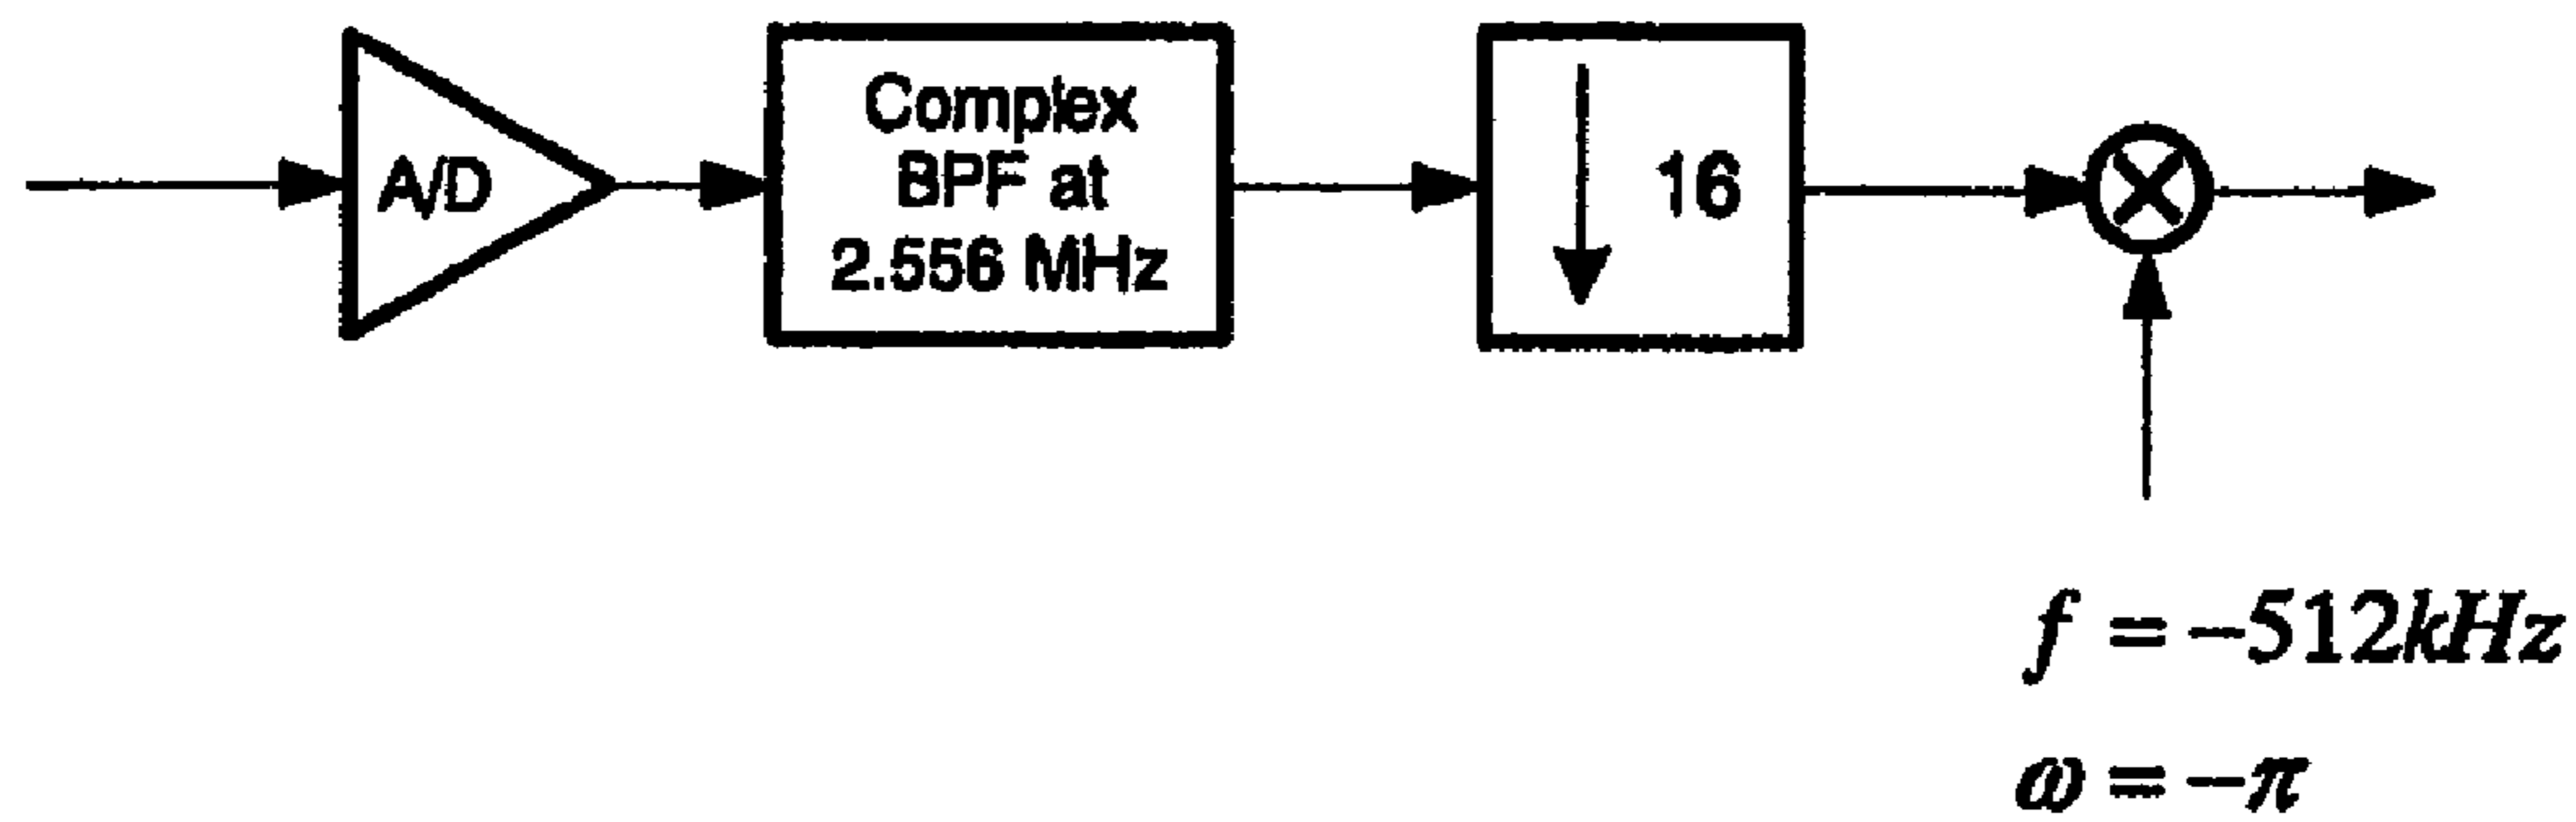 A/D
Complex
BPF at
2.556 MHz
16
f = -512kHz
ω = -π